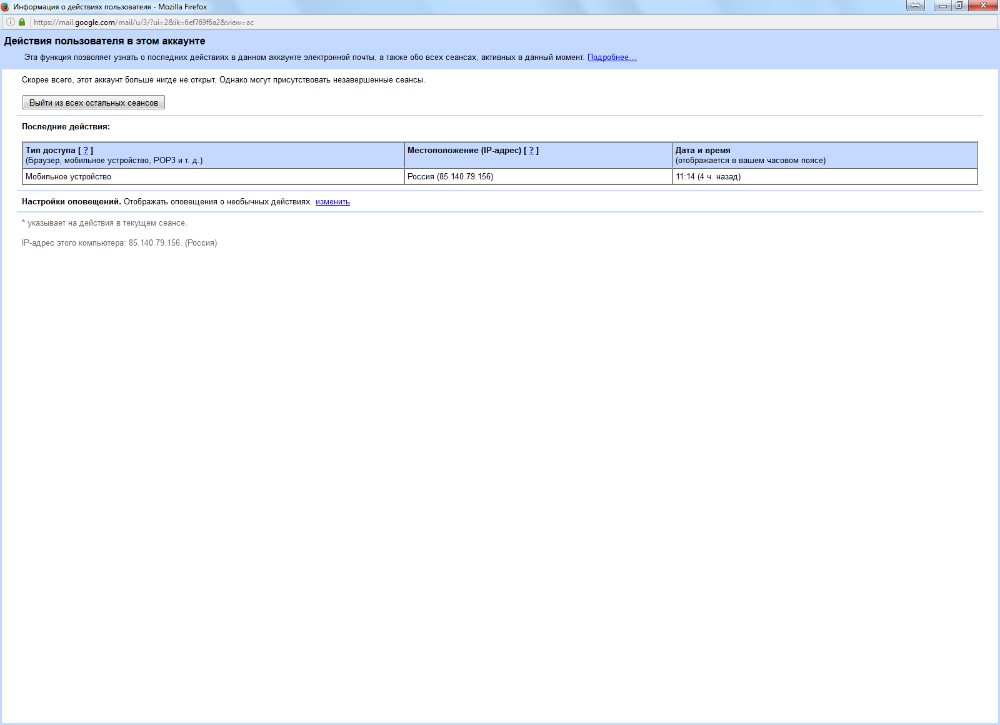 Информация о действиях пользователя - Mozilla Firefox
https://mail.google.com/mail/u/3/?ui=2&ik=6ef769f6a2&view=ac
Действия пользователя в этом аккаунте
Эта функция позволяет узнать о последних действиях в данном аккаунте электронной почты, а также обо всех сеансах, активных в данный момент. Подробнее…
Скорее всего, этот аккаунт больше нигде не открыт. Однако могут присутствовать незавершенные сеансы.
Выйти из всех остальных сеансов
Последние действия:
Тип доступа [ ? ]
(Браузер, мобильное устройство, POP3 и т. д.)
Местоположение (IP-адрес) [ ? ]
Дата и время
(отображается в вашем часовом поясе)
Мобильное устройство
Россия (85.140.79.156)
11:14 (4 ч. назад)
Настройки оповещений. Отображать оповещения о необычных действиях. изменить
* указывает на действия в текущем сеансе.
IP-адрес этого компьютера: 85.140.79.156. (Россия)